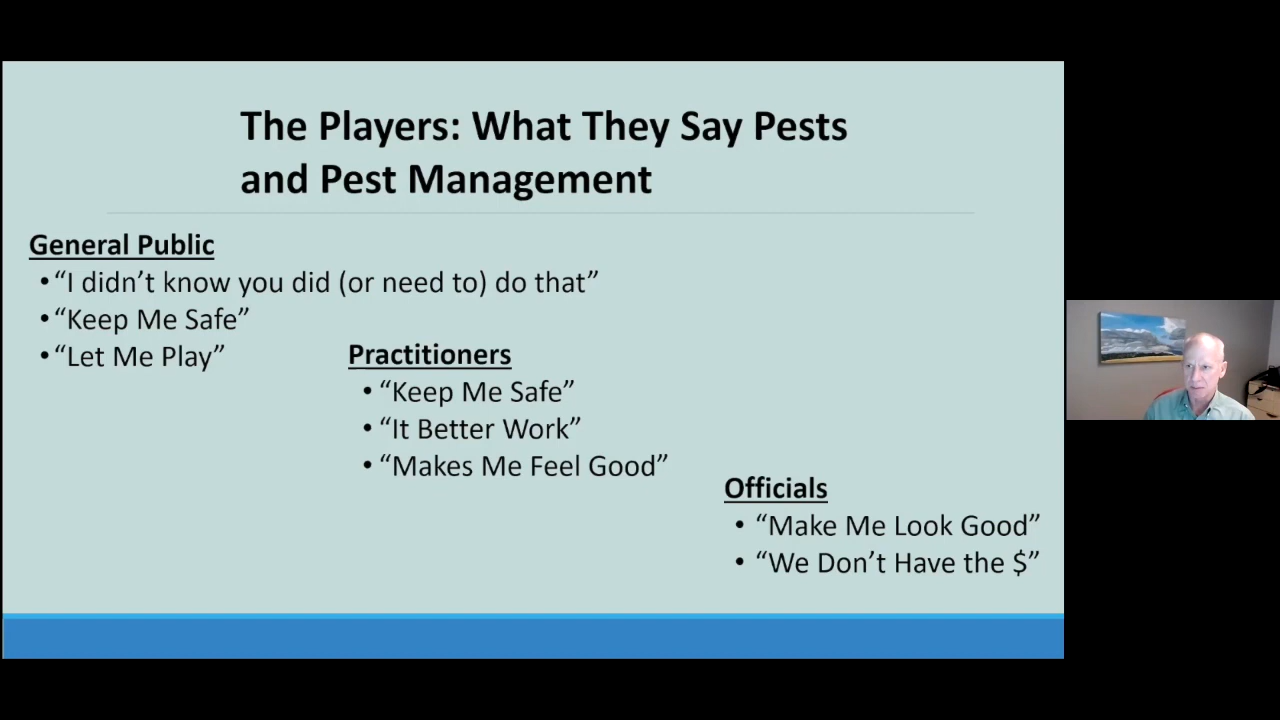 The Players: What They Say Pests
and Pest Management
General Public
• “I didn’t know you did (or need to) do that”
• “Keep Me Safe”
• “Let Me Play”
Practitioners
• “Keep Me Safe”
• “It Better Work”
• “Makes Me Feel Good”
Officials
• “Make Me Look Good”
• “We Don’t Have the $”